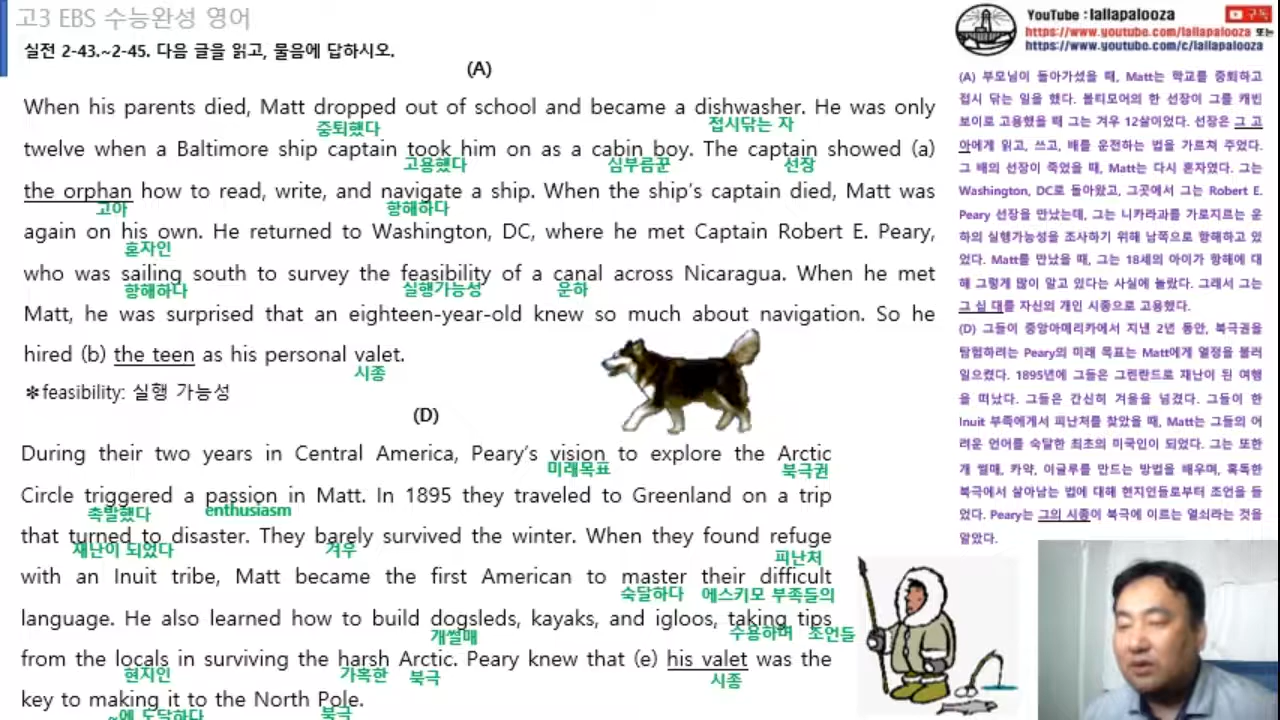 고3 EBS 수능완성 영어
실전 2-43.~2-45. 다음 글을 읽고, 물음에 답하시오.
(A)
When his parents died, Matt dropped out of school and became a dishwasher. He was only
중퇴했다 접시닦는 자
twelve when a Baltimore ship captain took him on as a cabin boy. The captain showed (a)
고용했다 심부름꾼 선장
the orphan how to read, write, and navigate a ship. When the ship's captain died, Matt was
고아 항해하다
again on his own. He returned to Washington, DC, where he met Captain Robert E. Peary,
혼자인
who was sailing south to survey the feasibility of a canal across Nicaragua. When he met
항해하다 실행가능성 운하
Matt, he was surprised that an eighteen-year-old knew so much about navigation. So he
hired (b) the teen as his personal valet.
시종
✻feasibility: 실행 가능성
(D)
During their two years in Central America, Peary's vision to explore the Arctic
미래목표 북극권
Circle triggered a passion in Matt. In 1895 they traveled to Greenland on a trip
촉발했다 enthusiasm
that turned to disaster. They barely survived the winter. When they found refuge
재난이 되었다 겨우 피난처
with an Inuit tribe, Matt became the first American to master their difficult
숙달하다 에스키모 부족들의
language. He also learned how to build dogsleds, kayaks, and igloos, taking tips
개썰매 수용하며 조언들
from the locals in surviving the harsh Arctic. Peary knew that (e) his valet was the
현지인 가혹한 북극 시종
key to making it to the North Pole.
~에 도달하다 북극
YouTube : lallapalooza
구독
https://www.youtube.com/lallapalooza 또는
https://www.youtube.com/c/lallapalooza
(A) 부모님이 돌아가셨을 때, Matt는 학교를 중퇴하고
접시 닦는 일을 했다. 볼티모어의 한 선장이 그를 캐빈
보이로 고용했을 때 그는 겨우 12살이었다. 선장은 그 고
아에게 읽고, 쓰고, 배를 운전하는 법을 가르쳐 주었다.
그 배의 선장이 죽었을 때, Matt는 다시 혼자였다. 그는
Washington, DC로 돌아왔고, 그곳에서 그는 Robert E.
Peary 선장을 만났는데, 그는 니카라과를 가로지르는 운
하의 실행가능성을 조사하기 위해 남쪽으로 항해하고 있
었다. Matt를 만났을 때, 그는 18세의 아이가 항해에 대
해 그렇게 많이 알고 있다는 사실에 놀랐다. 그래서 그는
그 십 대를 자신의 개인 시종으로 고용했다.
(D) 그들이 중앙아메리카에서 지낸 2년 동안, 북극권을
탐험하려는 Peary의 미래 목표는 Matt에게 열정을 불러
일으켰다. 1895년에 그들은 그린란드로 재난이 된 여행
을 떠났다. 그들은 간신히 겨울을 넘겼다. 그들이 한
Inuit 부족에게서 피난처를 찾았을 때, Matt는 그들의 어
려운 언어를 숙달한 최초의 미국인이 되었다. 그는 또한
개 썰매, 카약, 이글루를 만드는 방법을 배우며, 혹독한
북극에서 살아남는 법에 대해 현지인들로부터 조언을 들
었다. Peary는 그의 시종이 북극에 이르는 열쇠라는 것을
알았다.